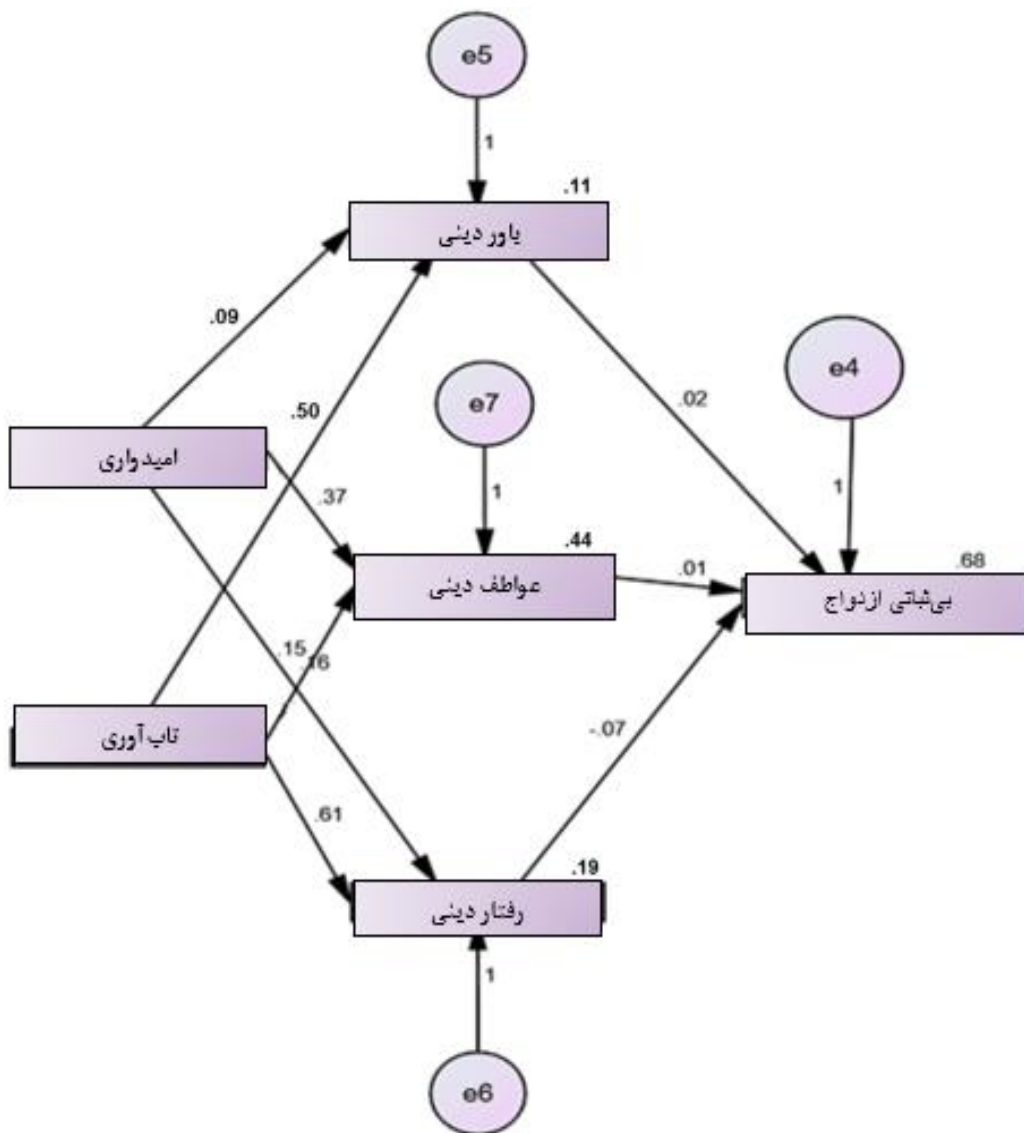 e5
1
.11
یاور دینی
.09
e4
e7
.50
.02
امیدواری
.37
1
1
.44
.68
عواطف دینی
.01
بی‌ثباتی ازدواج
.15
.16
تاب آوری
-.07
.61
.19
رفتار دینی
1
e6